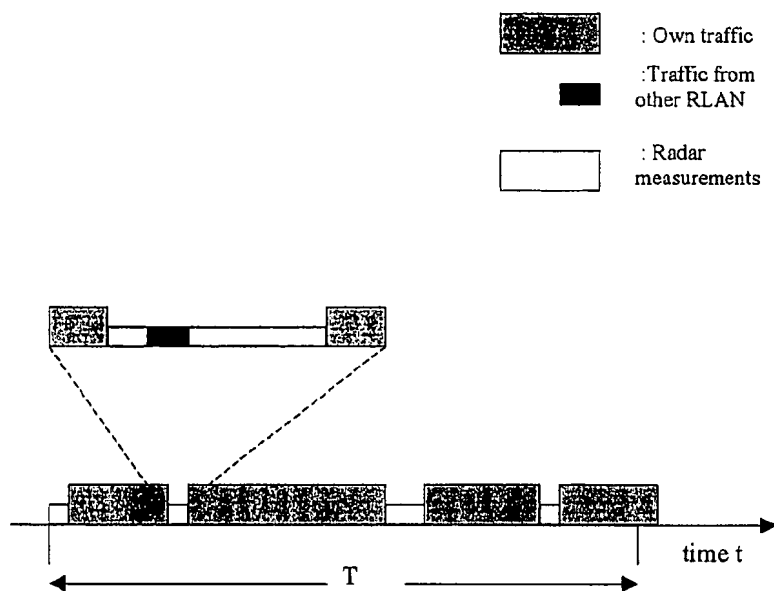 : Own traffic
:Traffic from
other RLAN
: Radar
measurements
time t
T